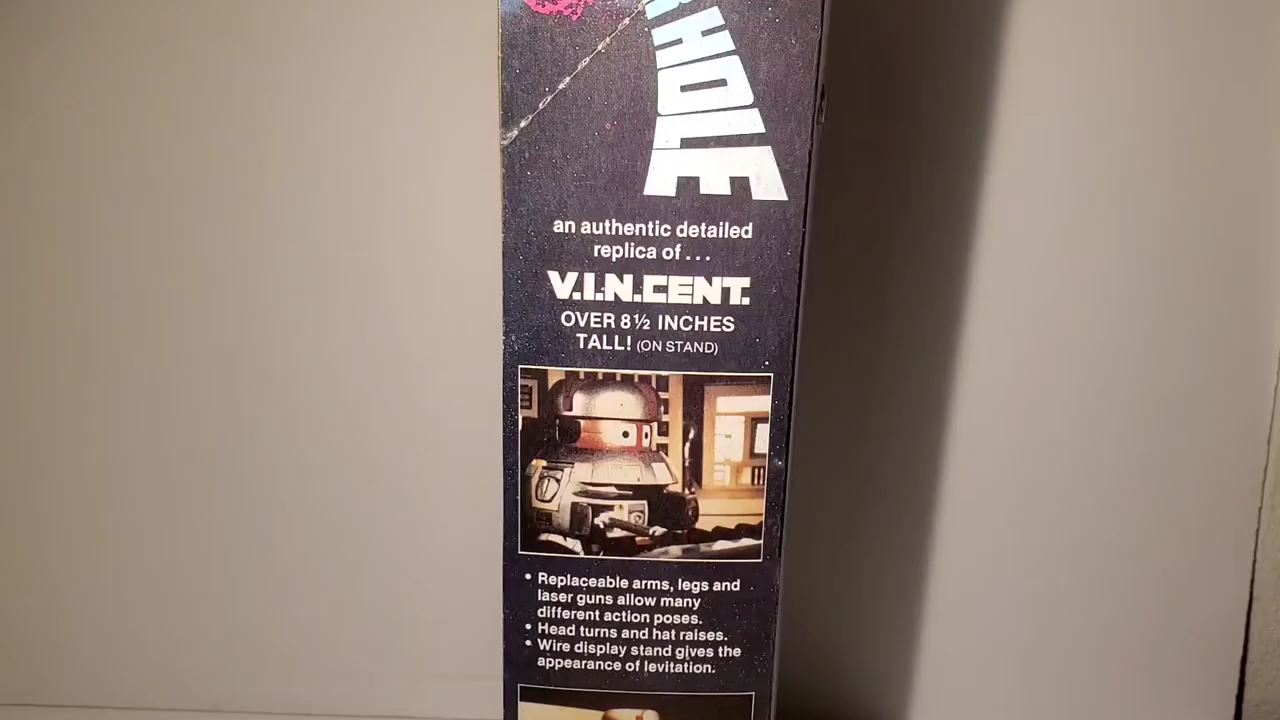 HOLE
an authentic detailed
replica of...
V.I.N.CENT.
OVER 8½ INCHES
TALL! (ON STAND)
• Replaceable arms, legs and
laser guns allow many
different action poses.
• Head turns and hat raises.
• Wire display stand gives the
appearance of levitation.